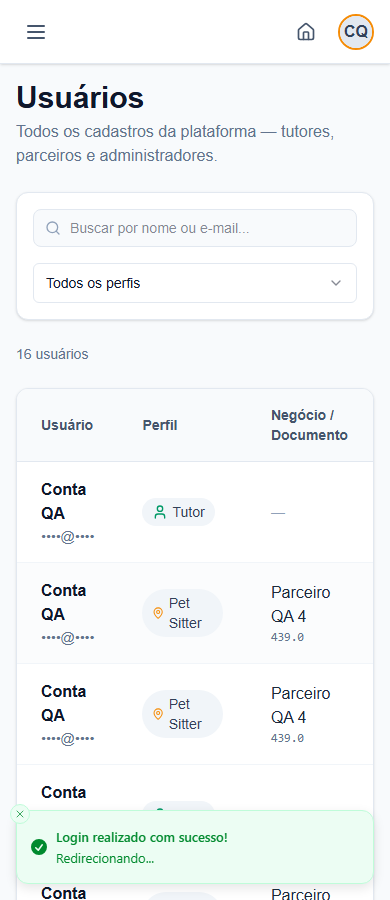 CQ
Usuários
Todos os cadastros da plataforma — tutores,
parceiros e administradores.
Buscar por nome ou e-mail...
Todos os perfis
16 usuários
Usuário Perfil Negócio /
Documento
Conta
QA
••••@••••
Tutor
—
Conta
QA
••••@••••
Pet
Sitter
Parceiro
QA 4
439.0
Conta
QA
••••@••••
Pet
Sitter
Parceiro
QA 4
439.0
Conta
Login realizado com sucesso!
Redirecionando...
Conta
Parceiro